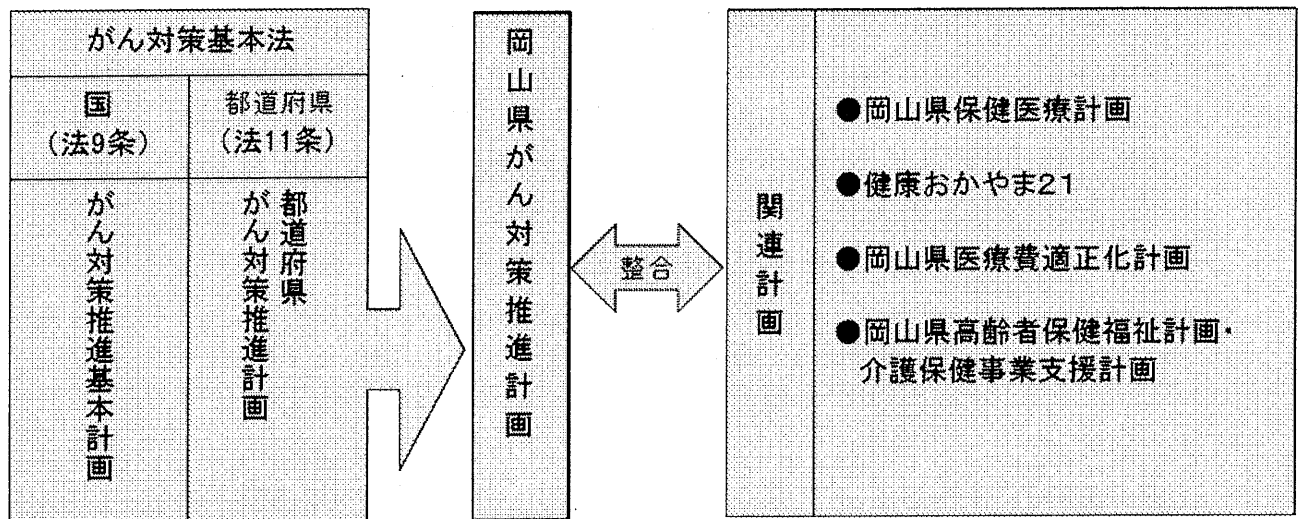 がん対策基本法
国
(法9条)
都道府県
(法11条)
がん対策推進基本計画
都道府県
がん対策推進計画
岡山県がん対策推進計画
整合
関連計画
●岡山県保健医療計画
●健康おかやま21
●岡山県医療費適正化計画
●岡山県高齢者保健福祉計画・
介護保健事業支援計画